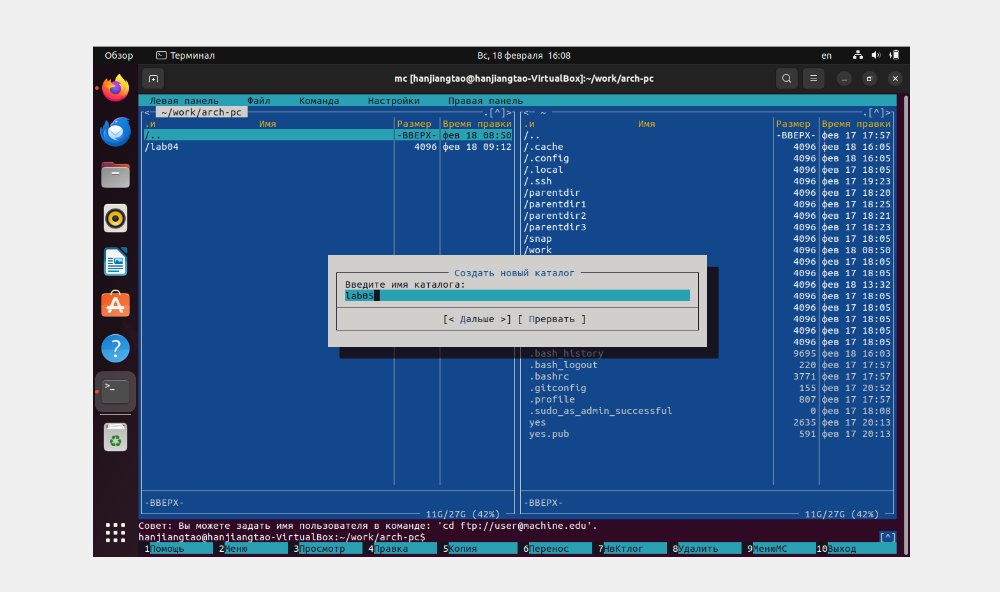 Обзор Терминал Вс, 18 февраля 16:08 en
mc [hanjiangtao@hanjiangtao-VirtualBox]:~/work/arch-pc
Левая панель Файл Команда Настройки Правая панель
<— ~/work/arch-pc .[^]> <— ~ .[^]>
.и Имя Размер Время правки .и Имя Размер Время правки
/.. -ВВЕРХ- фев 18 08:50 /.. -ВВЕРХ- фев 17 17:57
/lab04 4096 фев 18 09:12 /.cache 4096 фев 18 16:05
/.config 4096 фев 18 16:05
/.local 4096 фев 17 18:05
/.ssh 4096 фев 17 19:23
/parentdir 4096 фев 17 18:20
/parentdir1 4096 фев 17 18:25
/parentdir2 4096 фев 17 18:21
/parentdir3 4096 фев 17 18:23
/snap 4096 фев 17 18:05
/work 4096 фев 18 08:50
4096 фев 17 18:05
Создать новый каталог 4096 фев 17 18:05
Введите имя каталога: 4096 фев 18 13:32
lab05 4096 фев 17 18:05
4096 фев 17 18:05
[< Дальше >] [ Прервать ] 4096 фев 17 18:05
4096 фев 17 18:05
4096 фев 17 18:05
.bash_history 9695 фев 18 16:03
.bash_logout 220 фев 17 17:57
.bashrc 3771 фев 17 17:57
.gitconfig 155 фев 17 20:52
.profile 807 фев 17 17:57
.sudo_as_admin_successful 0 фев 17 18:08
yes 2635 фев 17 20:13
yes.pub 591 фев 17 20:13
-ВВЕРХ- -ВВЕРХ-
11G/27G (42%) 11G/27G (42%)
Совет: Вы можете задать имя пользователя в команде: 'cd ftp://user@machine.edu'.
hanjiangtao@hanjiangtao-VirtualBox:~/work/arch-pc$ [^]
1Помощь 2Меню 3Просмотр 4Правка 5Копия 6Перенос 7НвКтлог 8Удалить 9МенюМС 10Выход